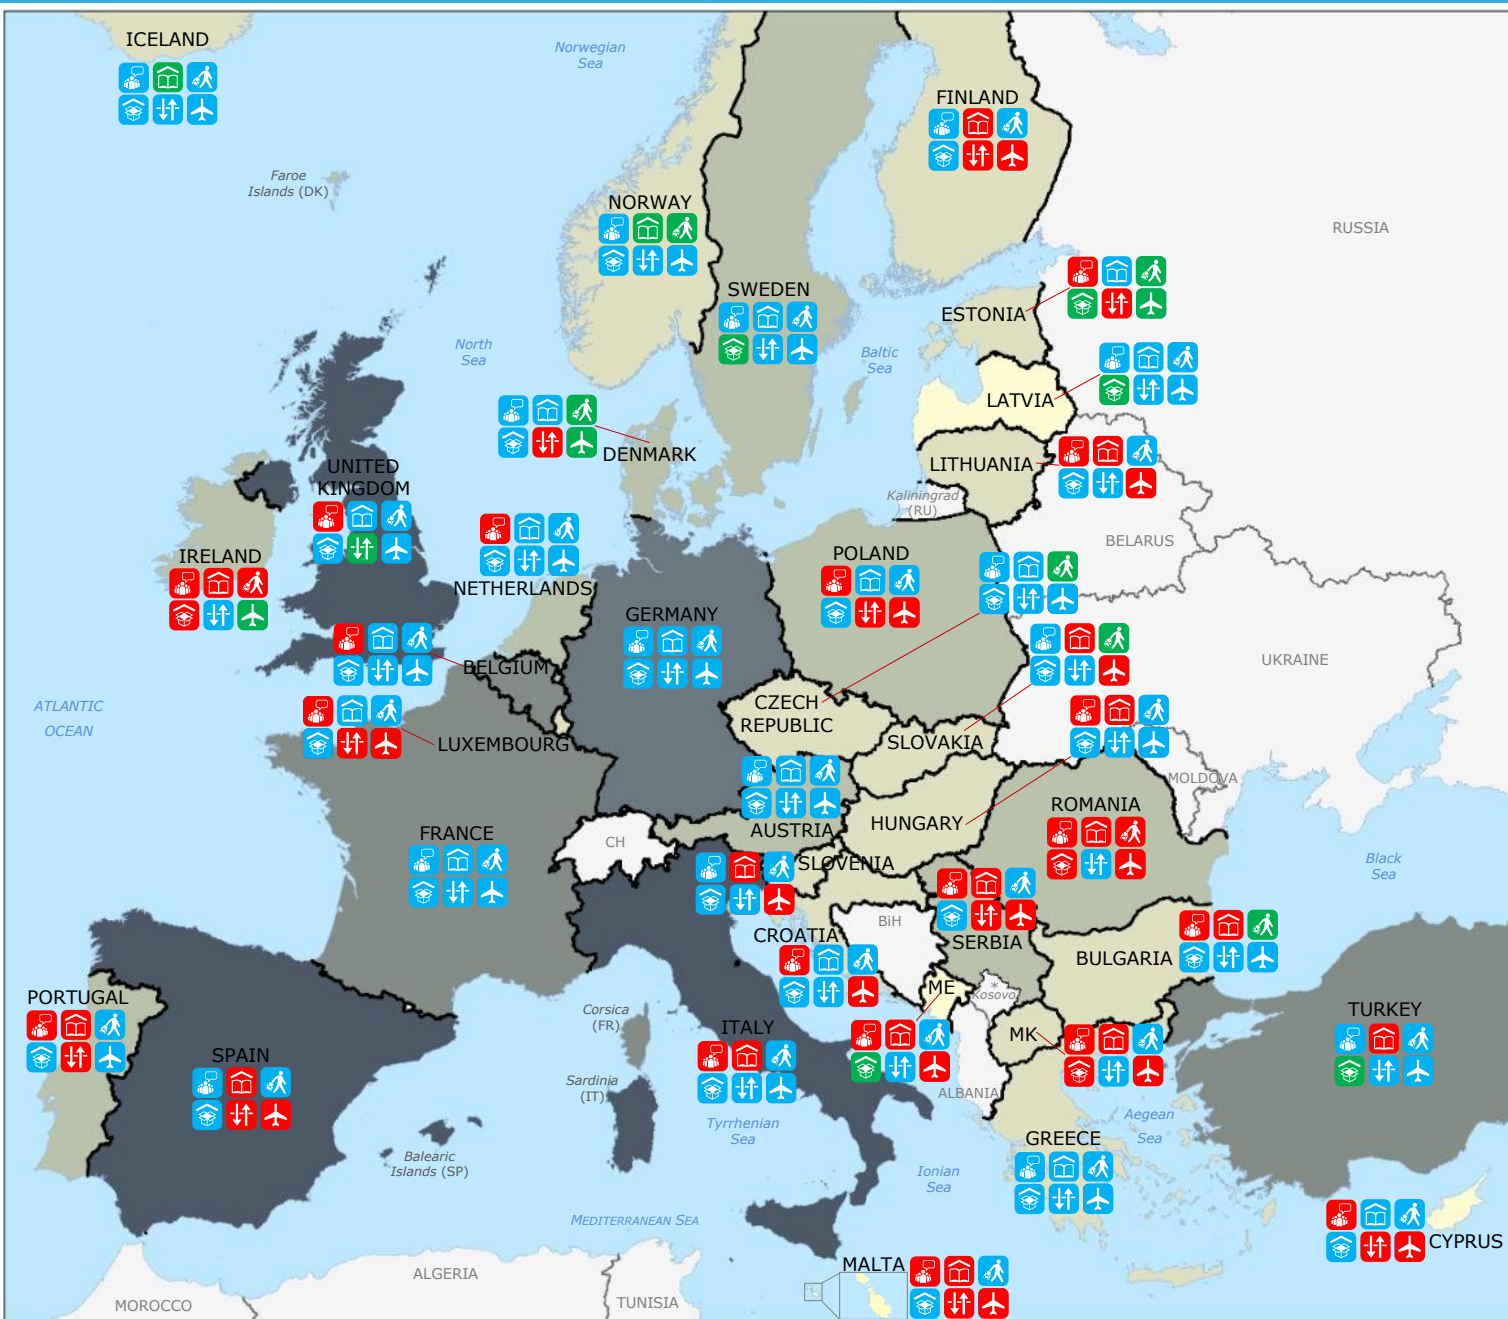 ICELAND
Norwegian
Sea
FINLAND
Faroe
Islands (DK)
NORWAY
RUSSIA
SWEDEN
ESTONIA
North
Sea
Baltic
Sea
LATVIA
DENMARK
UNITED
KINGDOM
LITHUANIA
Kaliningrad
(RU)
BELARUS
IRELAND
NETHERLANDS
POLAND
GERMANY
UKRAINE
BELGIUM
ATLANTIC
OCEAN
CZECH
REPUBLIC
LUXEMBOURG
SLOVAKIA
MOLDOVA
ROMANIA
AUSTRIA
HUNGARY
FRANCE
CH
SLOVENIA
Black
Sea
BiH
CROATIA
SERBIA
BULGARIA
ME
*
Kosovo
PORTUGAL
Corsica
(FR)
ITALY
MK
TURKEY
SPAIN
Sardinia
(IT)
ALBANIA
Tyrrhenian
Sea
Aegean
Sea
GREECE
Balearic
Islands (SP)
Ionian
Sea
MEDITERRANEAN SEA
CYPRUS
MALTA
ALGERIA
MOROCCO
TUNISIA